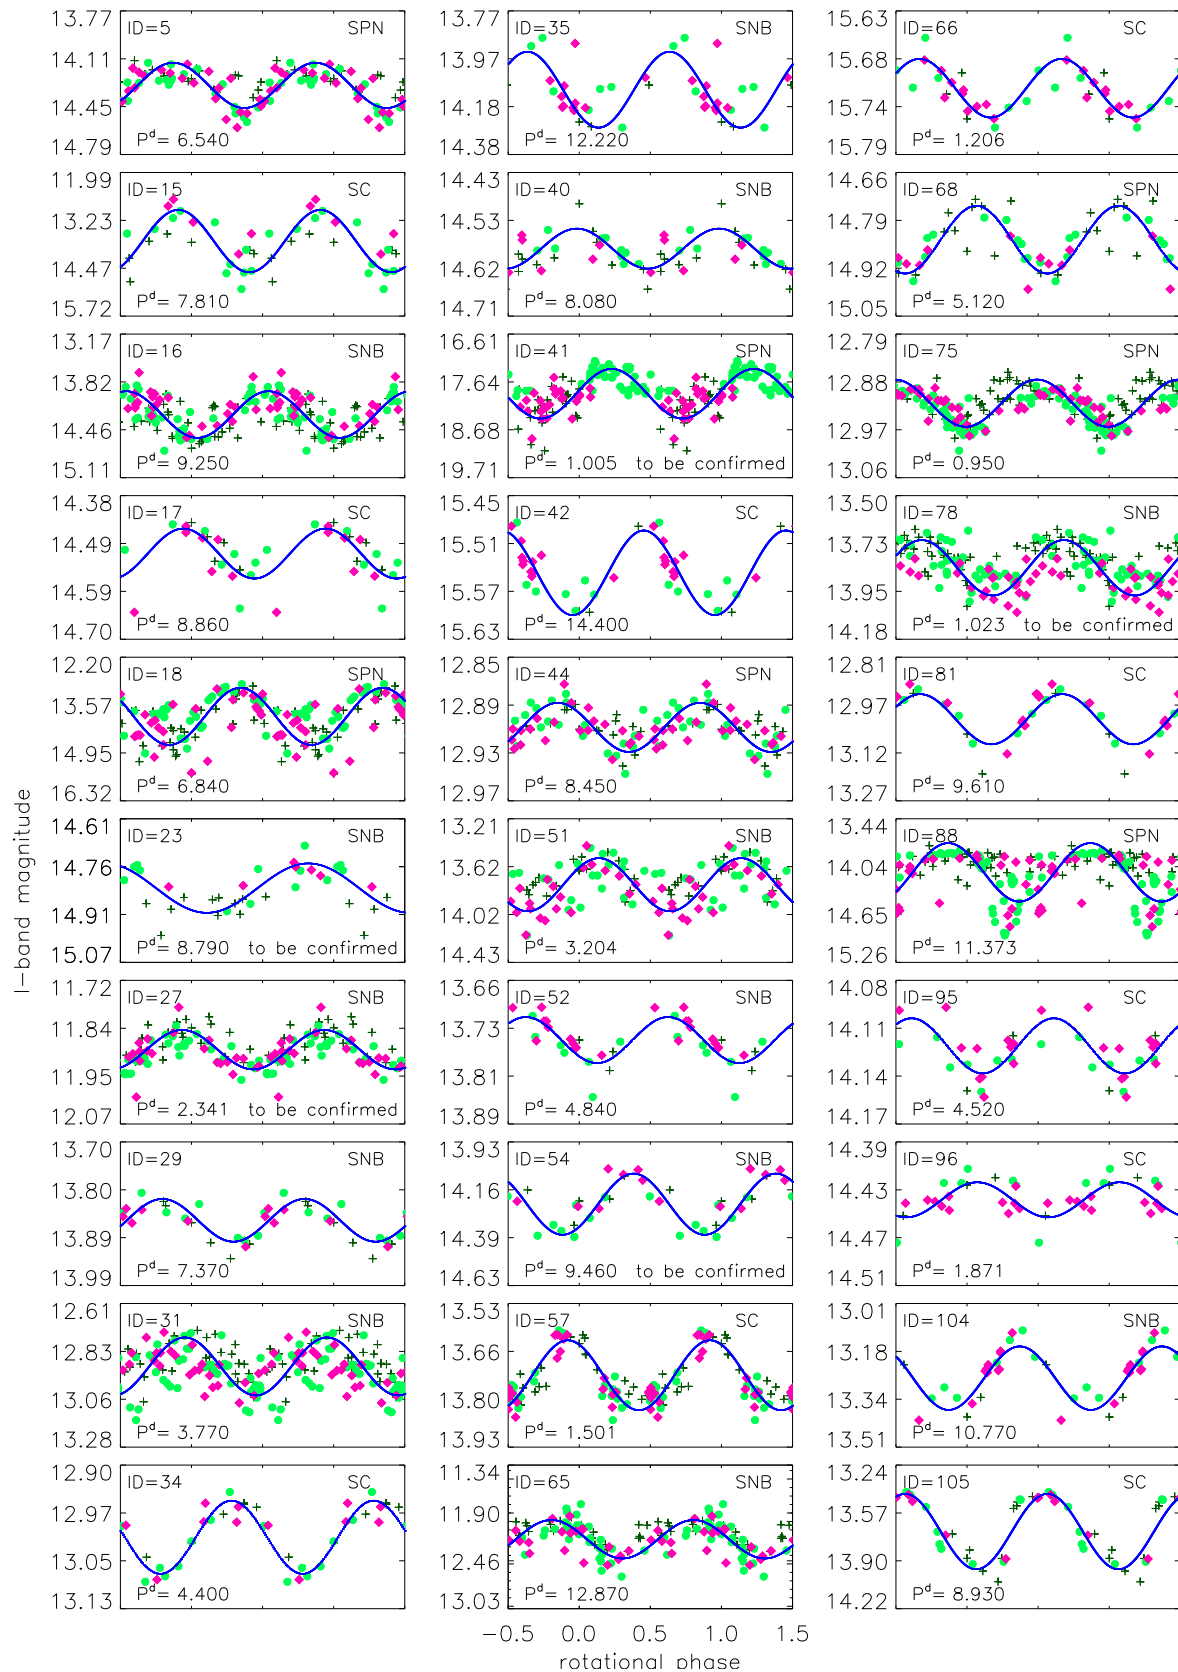 I-band magnitude
ID=5 SPN
13.77
14.11
14.45
14.79
P^d= 6.540
ID=15 SC
11.99
13.23
14.47
15.72
P^d= 7.810
ID=16 SNB
13.17
13.82
14.46
15.11
P^d= 9.250
ID=17 SC
14.38
14.49
14.59
14.70
P^d= 8.860
ID=18 SPN
12.20
13.57
14.95
16.32
P^d= 6.840
ID=23 SNB
14.61
14.76
14.91
15.07
P^d= 8.790 to be confirmed
ID=27 SNB
11.72
11.84
11.95
12.07
P^d= 2.341 to be confirmed
ID=29 SNB
13.70
13.80
13.89
13.99
P^d= 7.370
ID=31 SNB
12.61
12.83
13.06
13.28
P^d= 3.770
ID=34 SC
12.90
12.97
13.05
13.13
P^d= 4.400
ID=35 SNB
13.77
13.97
14.18
14.38
P^d= 12.220
ID=40 SNB
14.43
14.53
14.62
14.71
P^d= 8.080
ID=41 SPN
16.61
17.64
18.68
19.71
P^d= 1.005 to be confirmed
ID=42 SC
15.45
15.51
15.57
15.63
P^d= 14.400
ID=44 SPN
12.85
12.89
12.93
12.97
P^d= 8.450
ID=51 SNB
13.21
13.62
14.02
14.43
P^d= 3.204
ID=52 SNB
13.66
13.73
13.81
13.89
P^d= 4.840
ID=54 SNB
13.93
14.16
14.39
14.63
P^d= 9.460 to be confirmed
ID=57 SC
13.53
13.66
13.80
13.93
P^d= 1.501
ID=65 SNB
11.34
11.90
12.46
13.03
P^d= 12.870
-0.5 0.0 0.5 1.0 1.5
rotational phase
ID=66 SC
15.63
15.68
15.74
15.79
P^d= 1.206
ID=68 SPN
14.66
14.79
14.92
15.05
P^d= 5.120
ID=75 SPN
12.79
12.88
12.97
13.06
P^d= 0.950
ID=78 SNB
13.50
13.73
13.95
14.18
P^d= 1.023 to be confirmed
ID=81 SC
12.81
12.97
13.12
13.27
P^d= 9.610
ID=88 SPN
13.44
14.04
14.65
15.26
P^d= 11.373
ID=95 SC
14.08
14.11
14.14
14.17
P^d= 4.520
ID=96 SC
14.39
14.43
14.47
14.51
P^d= 1.871
ID=104 SNB
13.01
13.18
13.34
13.51
P^d= 10.770
ID=105 SC
13.24
13.57
13.90
14.22
P^d= 8.930